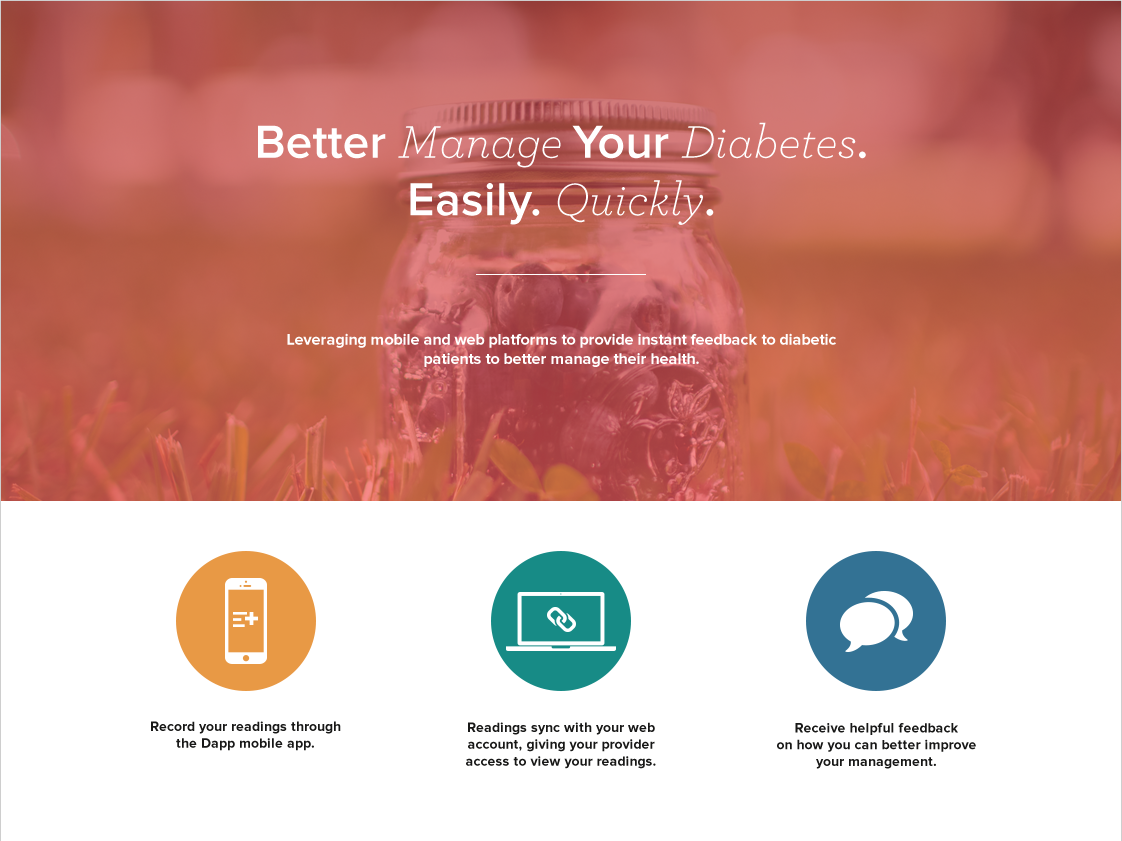 Better Manage Your Diabetes.
Easily. Quickly.
Leveraging mobile and web platforms to provide instant feedback to diabetic
patients to better manage their health.
Record your readings through
the Dapp mobile app.
Readings sync with your web
account, giving your provider
access to view your readings.
Receive helpful feedback
on how you can better improve
your management.